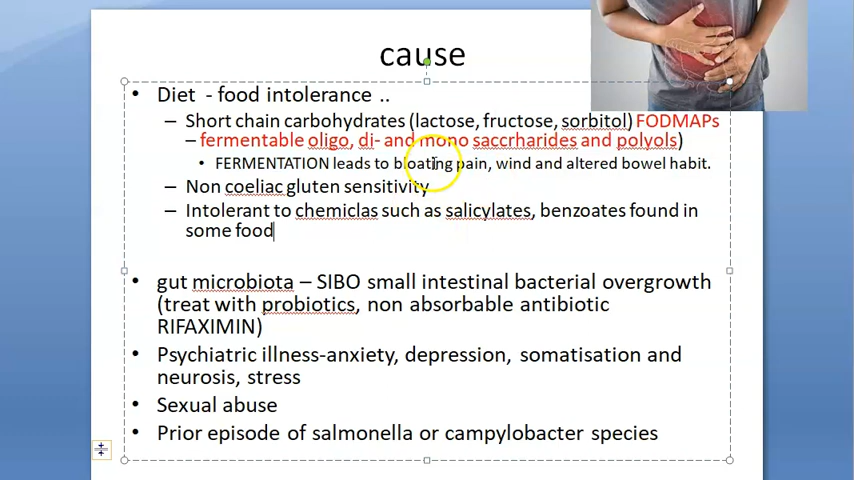 cause
• Diet - food intolerance ..
– Short chain carbohydrates (lactose, fructose, sorbitol) FODMAPs
– fermentable oligo, di- and mono saccrharides and polyols)
• FERMENTATION leads to bloating pain, wind and altered bowel habit.
– Non coeliac gluten sensitivity
– Intolerant to chemiclas such as salicylates, benzoates found in
some food
• gut microbiota – SIBO small intestinal bacterial overgrowth
(treat with probiotics, non absorbable antibiotic
RIFAXIMIN)
• Psychiatric illness-anxiety, depression, somatisation and
neurosis, stress
• Sexual abuse
• Prior episode of salmonella or campylobacter species